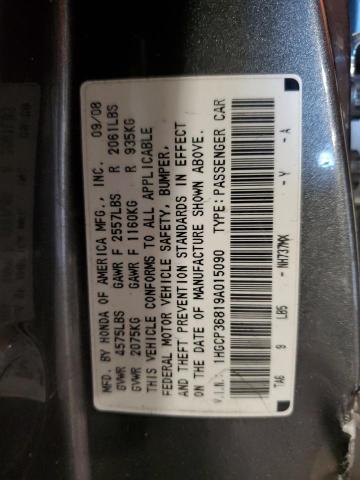 MFD. BY HONDA OF AMERICA MFG., INC. 09/08
GVWR 4575LBS GAWR F 2557LBS R 2061LBS
GVWR 2075KG GAWR F 1160KG R 935KG
THIS VEHICLE CONFORMS TO ALL APPLICABLE
FEDERAL MOTOR VEHICLE SAFETY, BUMPER,
AND THEFT PREVENTION STANDARDS IN EFFECT
ON THE DATE OF MANUFACTURE SHOWN ABOVE.
V.I.N.: 1HGCP36819A015090 TYPE: PASSENGER CAR
TA6 9 LB5 - NH737MX - Y - A